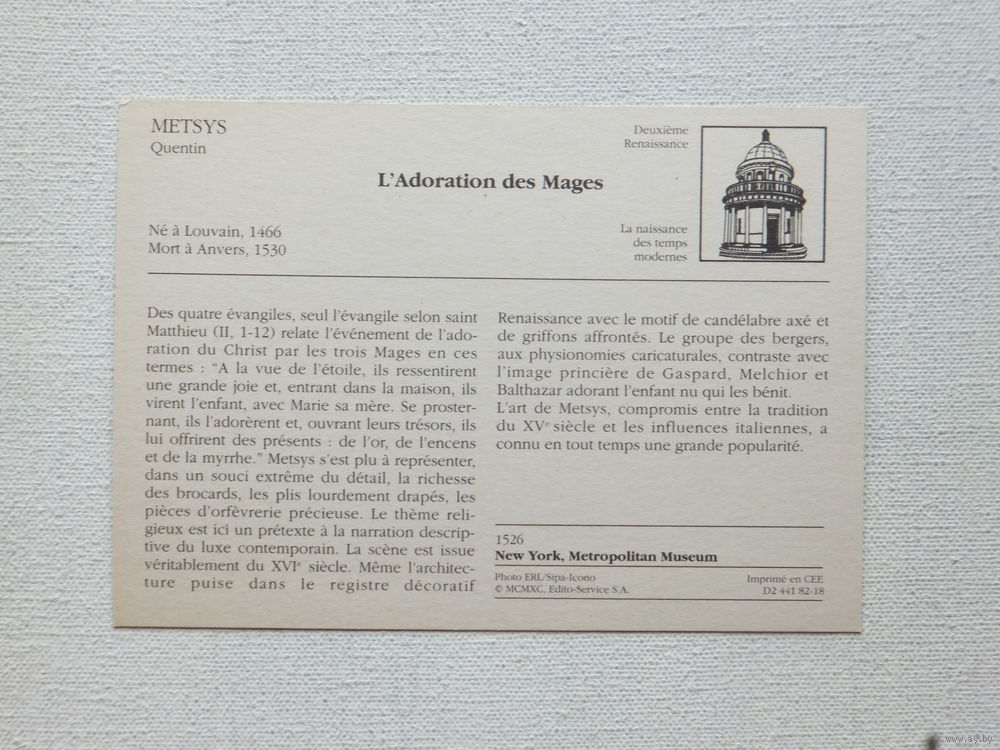 METSYS
Quentin
Deuxième
Renaissance
L'Adoration des Mages
Né à Louvain, 1466
Mort à Anvers, 1530
La naissance
des temps
modernes
Des quatre évangiles, seul l'évangile selon saint
Matthieu (II, 1-12) relate l'événement de l'ado-
ration du Christ par les trois Mages en ces
termes : "A la vue de l'étoile, ils ressentirent
une grande joie et, entrant dans la maison, ils
virent l'enfant, avec Marie sa mère. Se proster-
nant, ils l'adorèrent et, ouvrant leurs trésors, ils
lui offrirent des présents : de l'or, de l'encens
et de la myrrhe." Metsys s'est plu à représenter,
dans un souci extrême du détail, la richesse
des brocards, les plis lourdement drapés, les
pièces d'orfèvrerie précieuse. Le thème reli-
gieux est ici un prétexte à la narration descrip-
tive du luxe contemporain. La scène est issue
véritablement du XVIe siècle. Même l'architec-
ture puise dans le registre décoratif
Renaissance avec le motif de candélabre axé et
de griffons affrontés. Le groupe des bergers,
aux physionomies caricaturales, contraste avec
l'image princière de Gaspard, Melchior et
Balthazar adorant l'enfant nu qui les bénit.
L'art de Metsys, compromis entre la tradition
du XVe siècle et les influences italiennes, a
connu en tout temps une grande popularité.
1526
New York, Metropolitan Museum
Photo ERL/Sipa-Icono
© MCMXC, Edito-Service S.A.
Imprimé en CEE
D2 441 82-18
www.ay.by